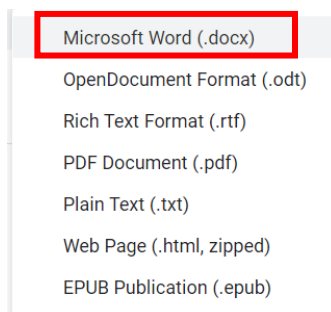 Microsoft Word (.docx)
OpenDocument Format (.odt)
Rich Text Format (.rtf)
PDF Document (.pdf)
Plain Text (.txt)
Web Page (.html, zipped)
EPUB Publication (.epub)